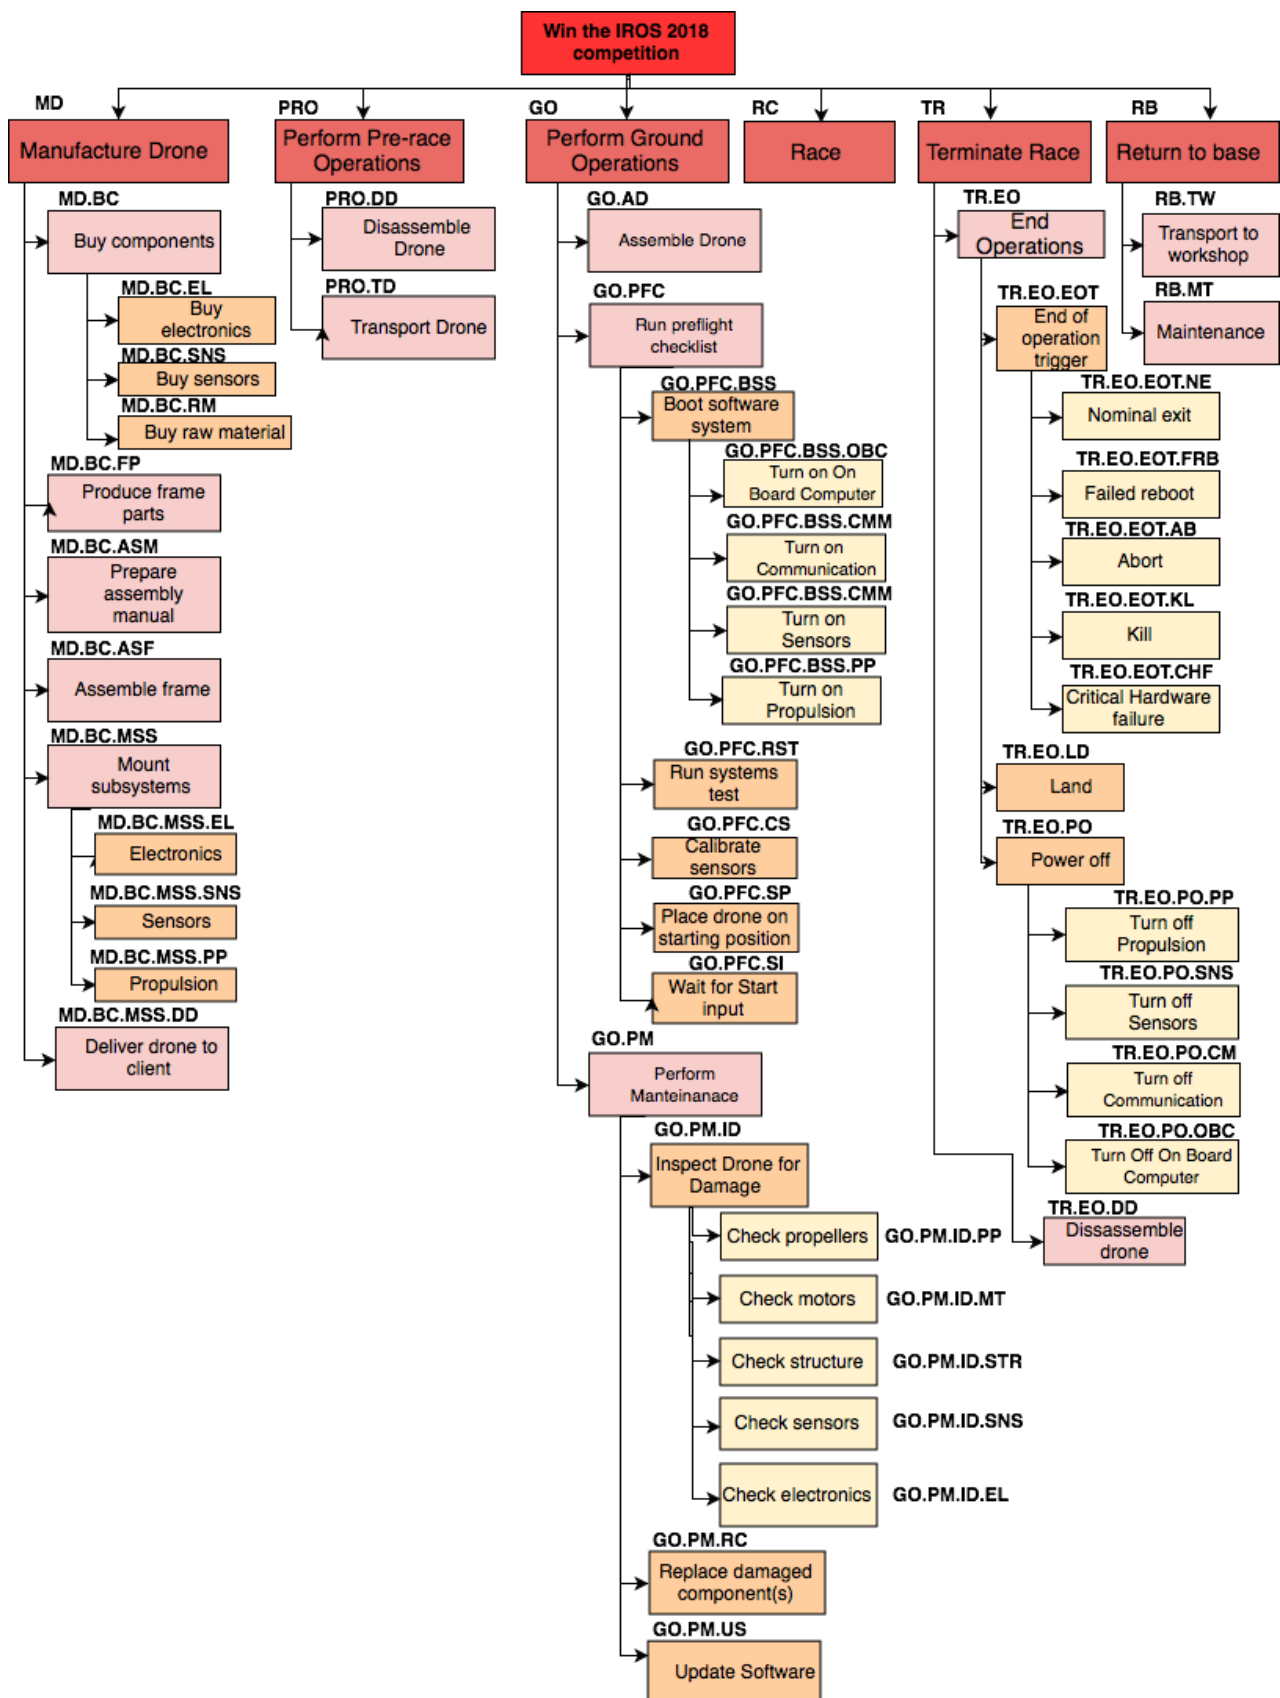 Win the IROS 2018
competition
MD
Manufacture Drone
MD.BC
Buy components
MD.BC.EL
Buy
electronics
MD.BC.SNS
Buy sensors
MD.BC.RM
Buy raw material
MD.BC.FP
Produce frame
parts
MD.BC.ASM
Prepare
assembly
manual
MD.BC.ASF
Assemble frame
MD.BC.MSS
Mount
subsystems
MD.BC.MSS.EL
Electronics
MD.BC.MSS.SNS
Sensors
MD.BC.MSS.PP
Propulsion
MD.BC.MSS.DD
Deliver drone to
client
PRO
Perform Pre-race
Operations
PRO.DD
Disassemble
Drone
PRO.TD
Transport Drone
GO
Perform Ground
Operations
GO.AD
Assemble Drone
GO.PFC
Run preflight
checklist
GO.PFC.BSS
Boot software
system
GO.PFC.BSS.OBC
Turn on On
Board Computer
GO.PFC.BSS.CMM
Turn on
Communication
GO.PFC.BSS.CMM
Turn on
Sensors
GO.PFC.BSS.PP
Turn on
Propulsion
GO.PFC.RST
Run systems
test
GO.PFC.CS
Calibrate
sensors
GO.PFC.SP
Place drone on
starting position
GO.PFC.SI
Wait for Start
input
GO.PM
Perform
Manteinanace
GO.PM.ID
Inspect Drone for
Damage
Check propellers
GO.PM.ID.PP
Check motors
GO.PM.ID.MT
Check structure
GO.PM.ID.STR
Check sensors
GO.PM.ID.SNS
Check electronics
GO.PM.ID.EL
GO.PM.RC
Replace damaged
component(s)
GO.PM.US
Update Software
RC
Race
TR
Terminate Race
TR.EO
End
Operations
TR.EO.EOT
End of
operation
trigger
TR.EO.EOT.NE
Nominal exit
TR.EO.EOT.FRB
Failed reboot
TR.EO.EOT.AB
Abort
TR.EO.EOT.KL
Kill
TR.EO.EOT.CHF
Critical Hardware
failure
TR.EO.LD
Land
TR.EO.PO
Power off
TR.EO.PO.PP
Turn off
Propulsion
TR.EO.PO.SNS
Turn off
Sensors
TR.EO.PO.CM
Turn off
Communication
TR.EO.PO.OBC
Turn Off On Board
Computer
TR.EO.DD
Dissassemble
drone
RB
Return to base
RB.TW
Transport to
workshop
RB.MT
Maintenance